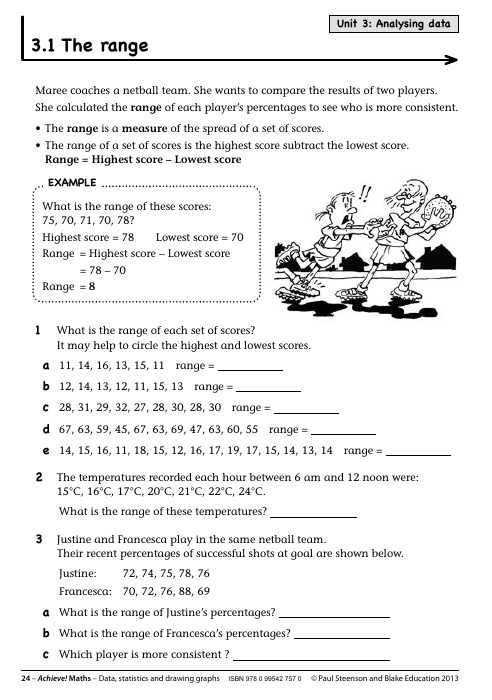 Unit 3: Analysing data
3.1 The range
Maree coaches a netball team. She wants to compare the results of two players.
She calculated the range of each player's percentages to see who is more consistent.
• The range is a measure of the spread of a set of scores.
• The range of a set of scores is the highest score subtract the lowest score.
Range = Highest score – Lowest score
EXAMPLE
What is the range of these scores:
75, 70, 71, 70, 78?
Highest score = 78 Lowest score = 70
Range = Highest score – Lowest score
= 78 – 70
Range = 8
!!
1 What is the range of each set of scores?
It may help to circle the highest and lowest scores.
a 11, 14, 16, 13, 15, 11 range = ________
b 12, 14, 13, 12, 11, 15, 13 range = ________
c 28, 31, 29, 32, 27, 28, 30, 28, 30 range = ________
d 67, 63, 59, 45, 67, 63, 69, 47, 63, 60, 55 range = ________
e 14, 15, 16, 11, 18, 15, 12, 16, 17, 19, 17, 15, 14, 13, 14 range = ________
2 The temperatures recorded each hour between 6 am and 12 noon were:
15°C, 16°C, 17°C, 20°C, 21°C, 22°C, 24°C.
What is the range of these temperatures? ________
3 Justine and Francesca play in the same netball team.
Their recent percentages of successful shots at goal are shown below.
Justine: 72, 74, 75, 78, 76
Francesca: 70, 72, 76, 88, 69
a What is the range of Justine's percentages? ________
b What is the range of Francesca's percentages? ________
c Which player is more consistent ? ________
24 – Achieve! Maths – Data, statistics and drawing graphs ISBN 978 0 99542 757 0 © Paul Steenson and Blake Education 2013